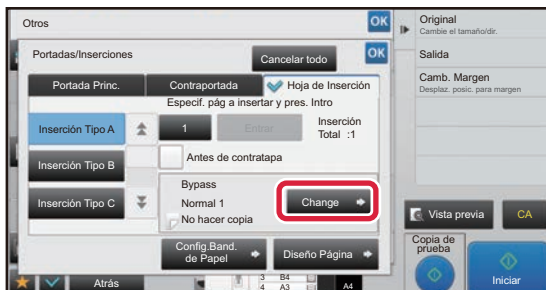 Otros
OK
Portadas/Inserciones
Cancelar todo
OK
Portada Princ.
Contraportada
Hoja de Inserción
Especif. pág a insertar y pres. Intro
Inserción Tipo A
1
Entrar
Inserción
Total :1
Inserción Tipo B
Antes de contratapa
Inserción Tipo C
Bypass
Normal 1
No hacer copia
Change
Config.Band.
de Papel
Diseño Página
Atrás
3 B4
4 A3
A4
Original
Cambie el tamaño/dir.
Salida
Camb. Margen
Desplaz. posic. para margen
Vista previa
CA
Copia de
prueba
Iniciar